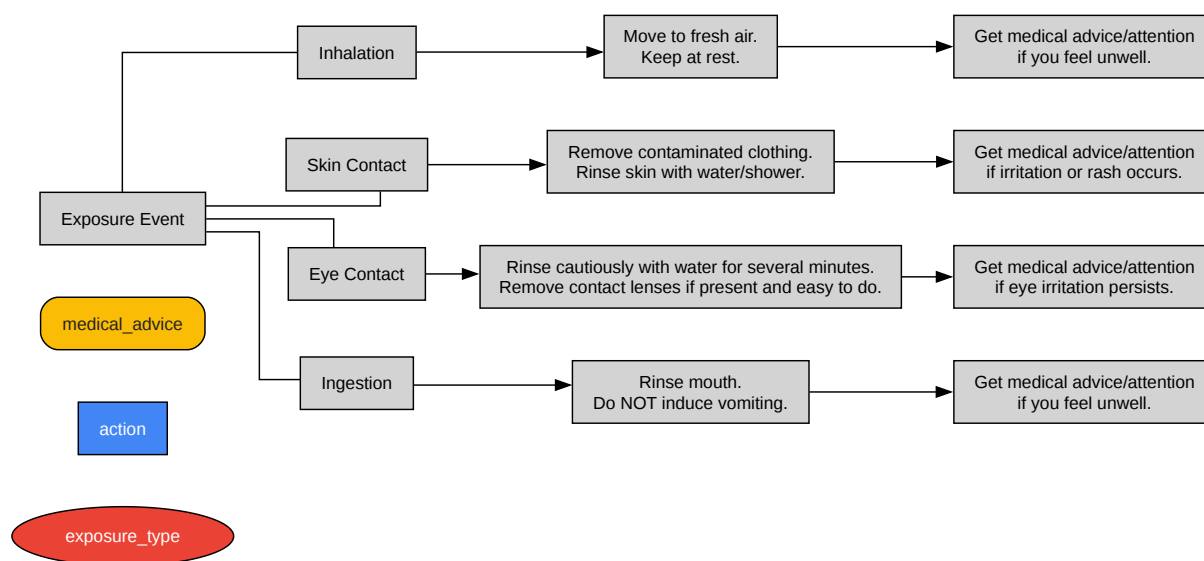 Inhalation
Move to fresh air.
Keep at rest.
Get medical advice/attention
if you feel unwell.
Skin Contact
Remove contaminated clothing.
Rinse skin with water/shower.
Get medical advice/attention
if irritation or rash occurs.
Exposure Event
Eye Contact
Rinse cautiously with water for several minutes.
Remove contact lenses if present and easy to do.
Get medical advice/attention
if eye irritation persists.
medical_advice
Ingestion
Rinse mouth.
Do NOT induce vomiting.
Get medical advice/attention
if you feel unwell.
action
exposure_type